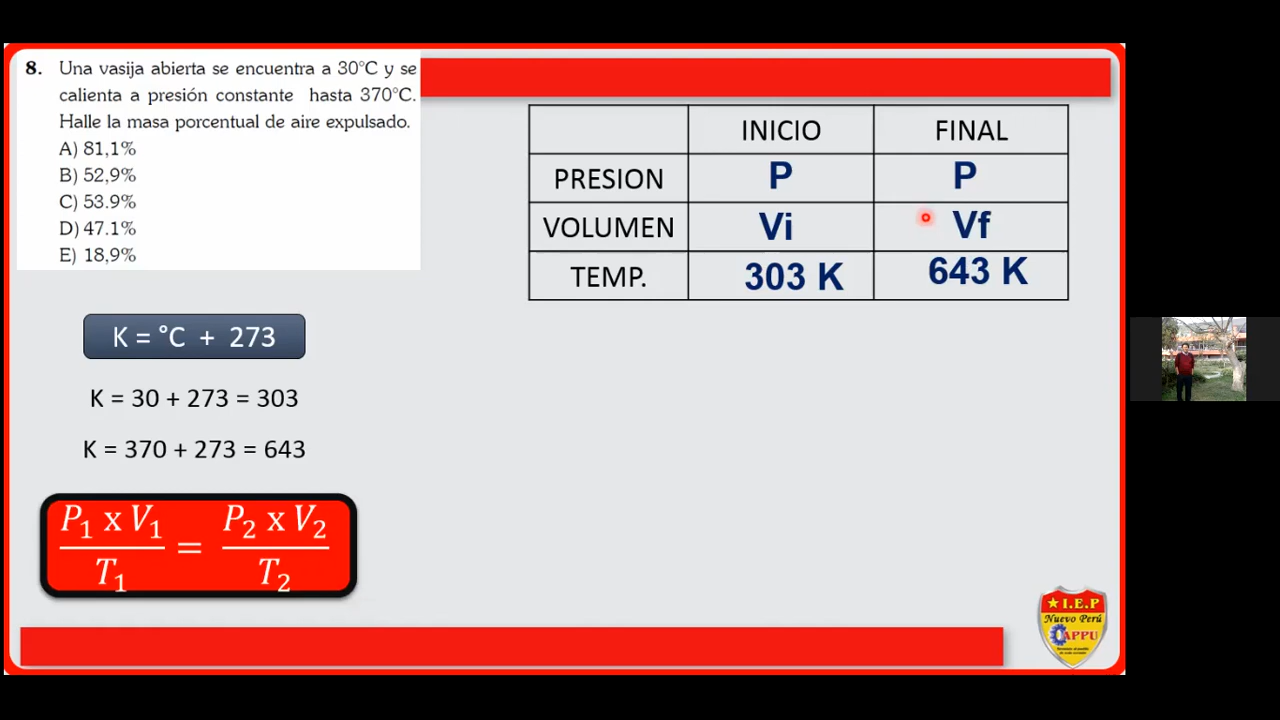 8. Una vasija abierta se encuentra a 30°C y se
calienta a presión constante hasta 370°C.
Halle la masa porcentual de aire expulsado.
A) 81,1%
B) 52,9%
C) 53.9%
D) 47.1%
E) 18,9%
INICIO FINAL
PRESION P P
VOLUMEN Vi Vf
TEMP. 303 K 643 K
K = °C + 273
K = 30 + 273 = 303
K = 370 + 273 = 643
P₁ x V₁ / T₁ = P₂ x V₂ / T₂
I.E.P
Nuevo Perú
APPU